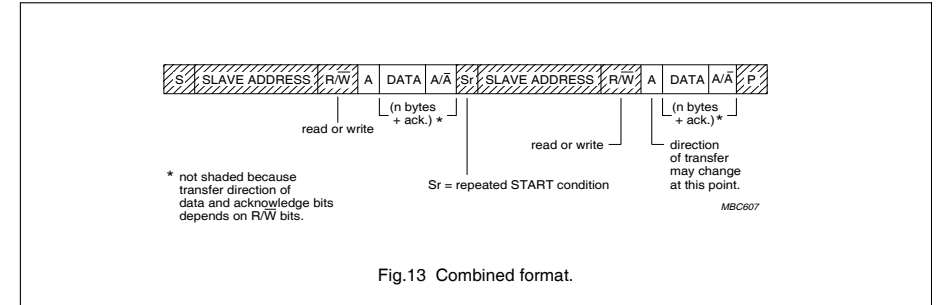 S SLAVE ADDRESS R/W̅ A DATA A/A̅ Sr SLAVE ADDRESS R/W̅ A DATA A/A̅ P
(n bytes
+ ack.) *
read or write
(n bytes
+ ack.) *
read or write
direction
of transfer
may change
at this point.
Sr = repeated START condition
* not shaded because
transfer direction of
data and acknowledge bits
depends on R/W̅ bits.
MBC607
Fig.13 Combined format.